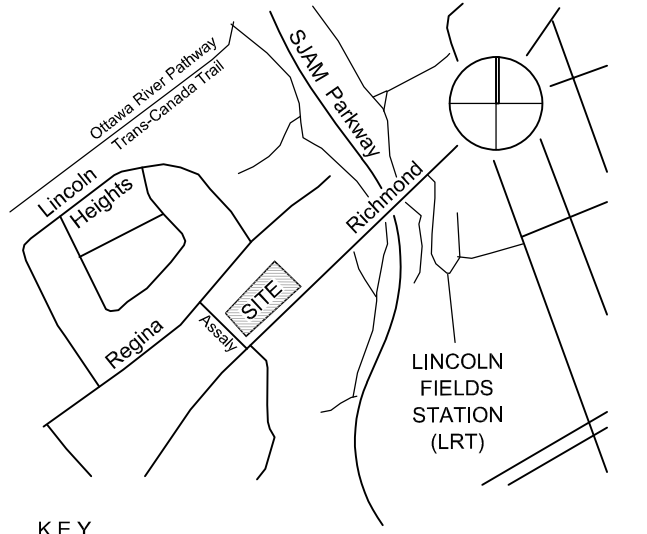 Ottawa River Pathway
Trans-Canada Trail
SJAM Parkway
Lincoln
Heights
Richmond
SITE
Assaly
Regina
LINCOLN
FIELDS
STATION
(LRT)
KEY